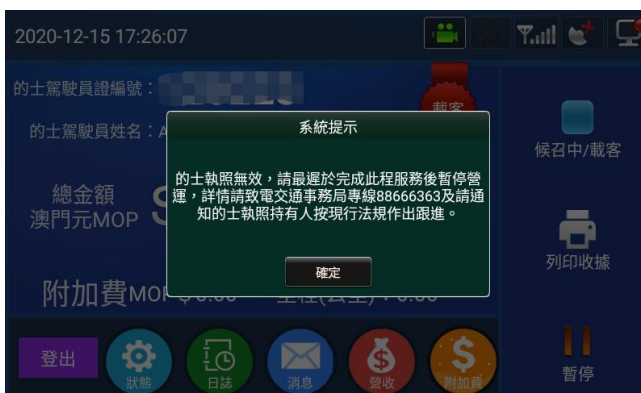 2020-12-15 17:26:07
的士駕駛員證編號：
載客
的士駕駛員姓名：A
系統提示
的士執照無效，請最遲於完成此程服務後暫停營
運，詳情請致電交通事務局專線88666363及請通
知的士執照持有人按現行法規作出跟進。
確定
總金額
澳門元MOP
附加費MOP
候召中/載客
列印收據
暫停
登出
狀態
日誌
消息
營收
附加費